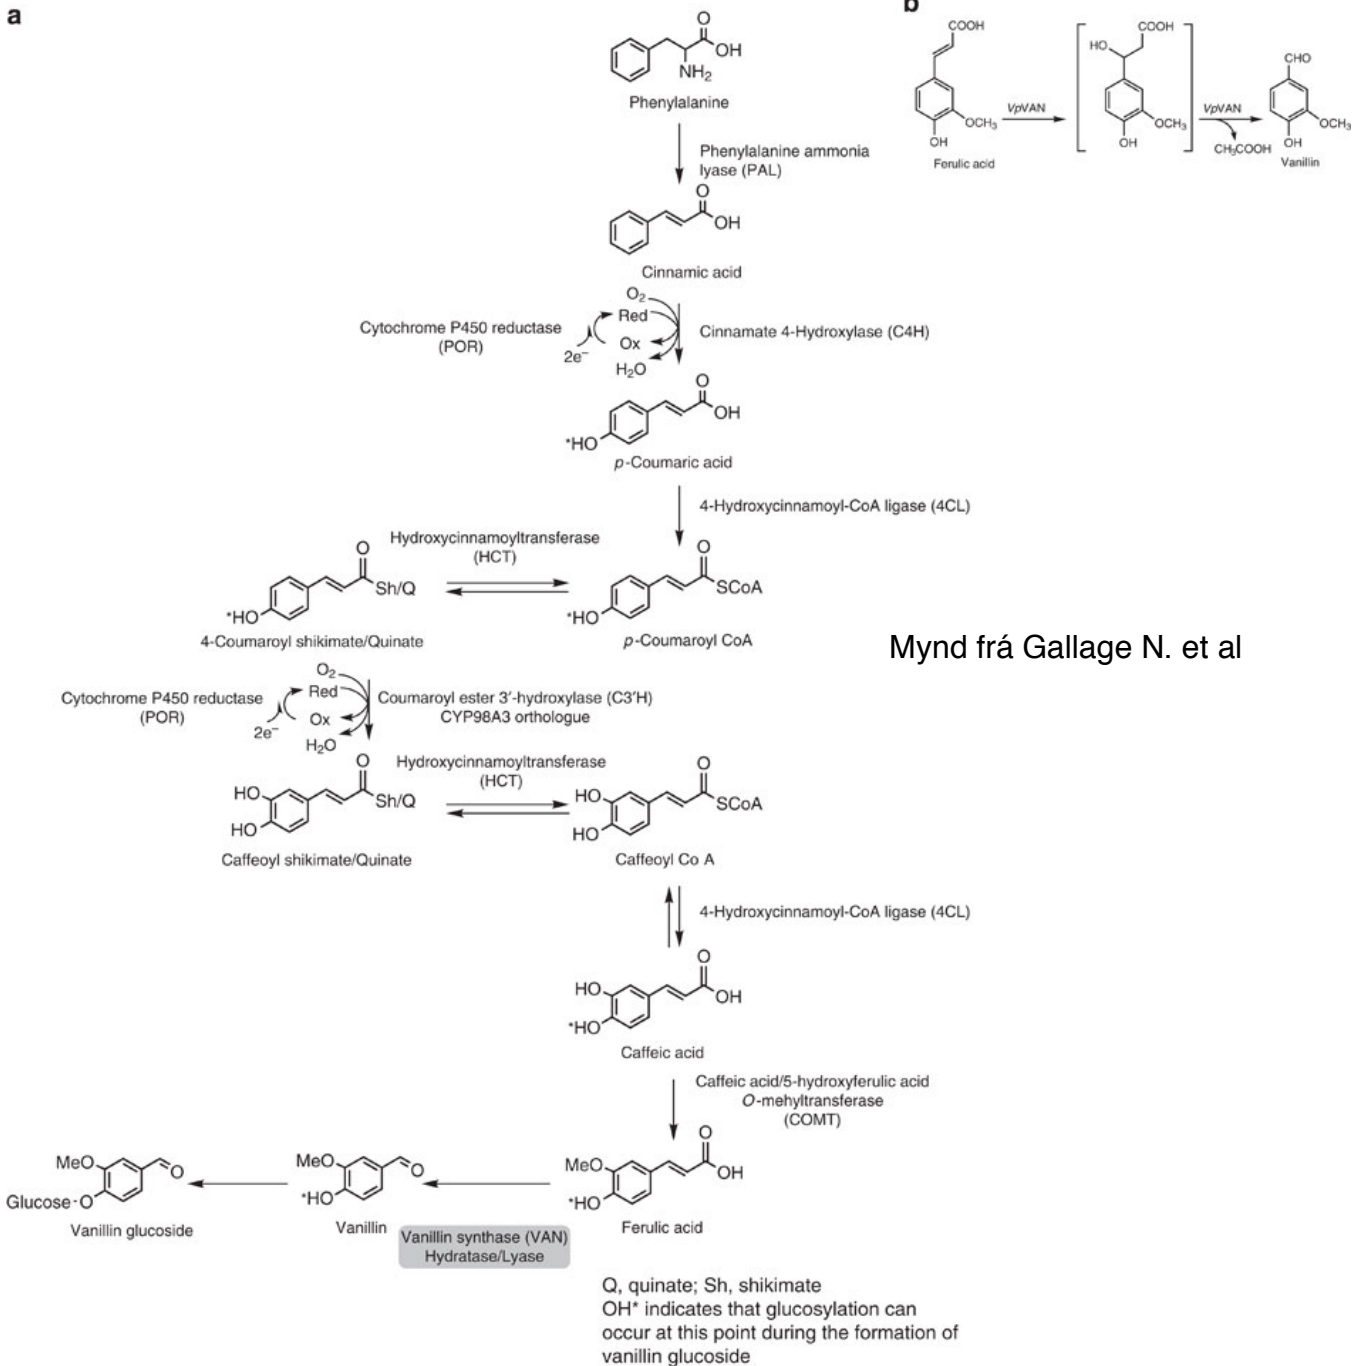 a
O
OH
NH₂
Phenylalanine
Phenylalanine ammonia
lyase (PAL)
O
OH
Cinnamic acid
O₂
Red
Ox
H₂O
2e⁻
Cytochrome P450 reductase
(POR)
Cinnamate 4-Hydroxylase (C4H)
O
OH
*HO
p-Coumaric acid
4-Hydroxycinnamoyl-CoA ligase (4CL)
Hydroxycinnamoyltransferase
(HCT)
O
Sh/Q
*HO
4-Coumaroyl shikimate/Quinate
O
SCoA
*HO
p-Coumaroyl CoA
O₂
Red
Ox
H₂O
2e⁻
Cytochrome P450 reductase
(POR)
Coumaroyl ester 3′-hydroxylase (C3′H)
CYP98A3 orthologue
Hydroxycinnamoyltransferase
(HCT)
O
Sh/Q
HO
HO
Caffeoyl shikimate/Quinate
O
SCoA
HO
HO
Caffeoyl Co A
4-Hydroxycinnamoyl-CoA ligase (4CL)
O
OH
HO
*HO
Caffeic acid
Caffeic acid/5-hydroxyferulic acid
O-mehyltransferase
(COMT)
O
OH
MeO
*HO
Ferulic acid
MeO
O
*HO
Vanillin
Vanillin synthase (VAN)
Hydratase/Lyase
MeO
O
Glucose-O
Vanillin glucoside
Q, quinate; Sh, shikimate
OH* indicates that glucosylation can
occur at this point during the formation of
vanillin glucoside
b
COOH
OCH₃
OH
Ferulic acid
VpVAN
COOH
HO
OCH₃
OH
VpVAN
CH₃COOH
CHO
OCH₃
OH
Vanillin
Mynd frá Gallage N. et al